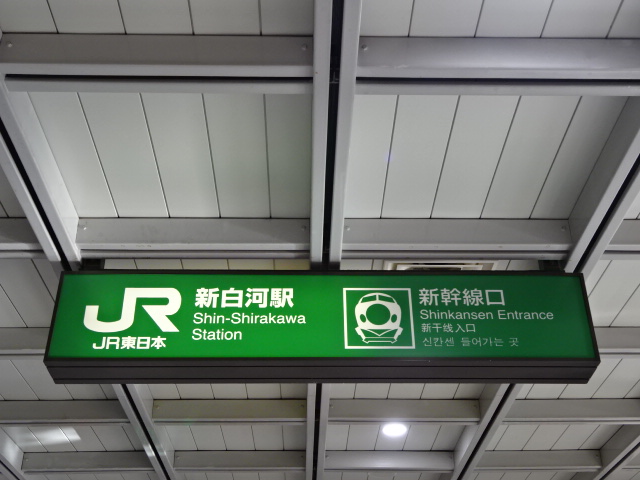 JR
JR東日本
新白河駅
Shin-Shirakawa
Station
新幹線口
Shinkansen Entrance
新干线入口
신칸센 들어가는 곳